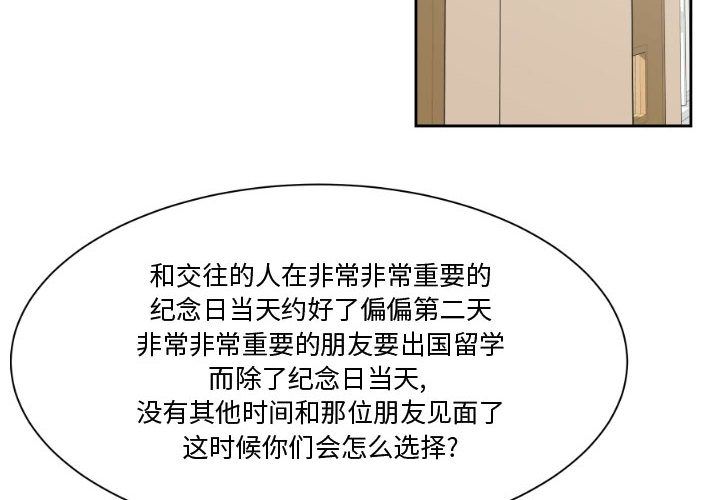 和交往的人在非常非常重要的
纪念日当天约好了偏偏第二天
非常非常重要的朋友要出国留学
而除了纪念日当天,
没有其他时间和那位朋友见面了
这时候你们会怎么选择?